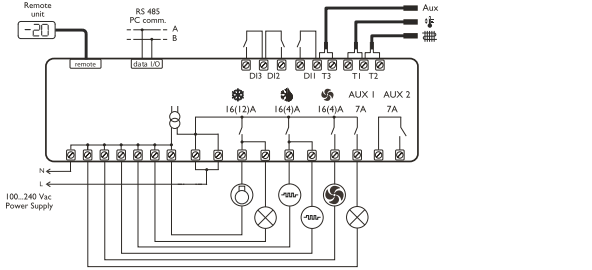 Remote
unit
-20
RS 485
PC comm.
A
B
Aux
remote
data I/O
DI3 DI2 DI1 T3 T1 T2
AUX 1 AUX 2
16(12)A 16(4)A 16(4)A 7A 7A
N
L
100...240 Vac
Power Supply